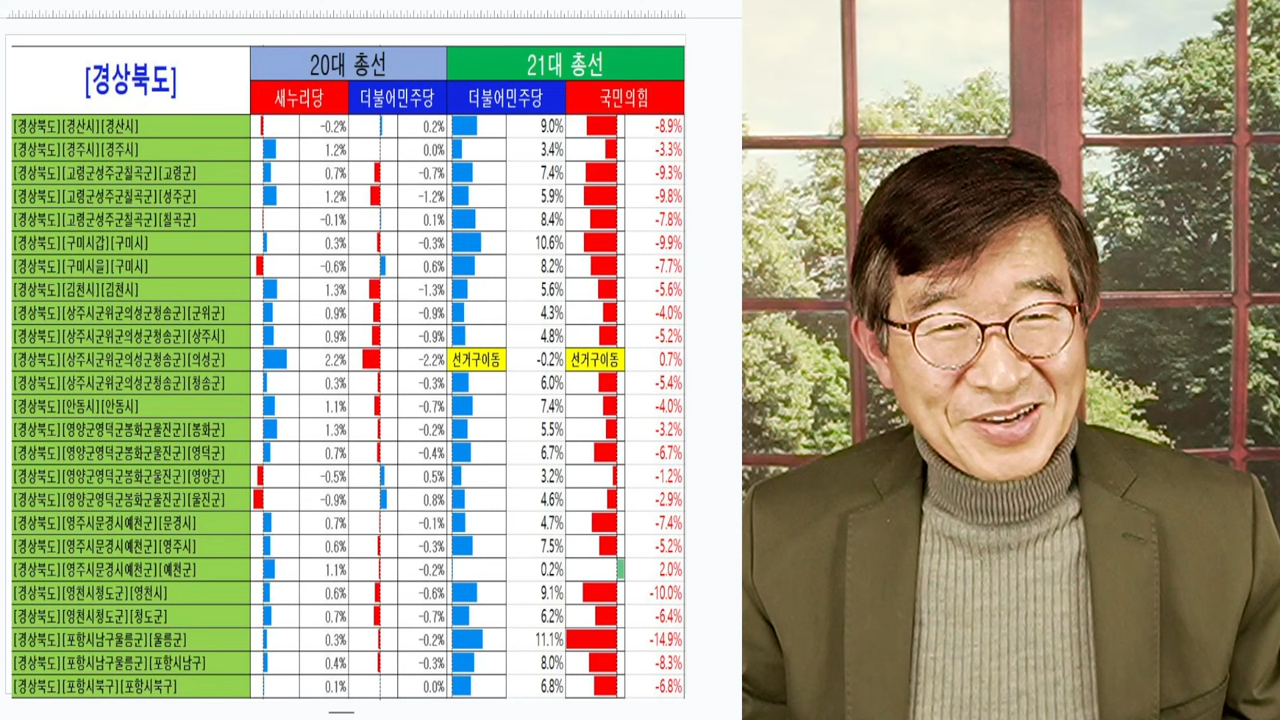 [경상북도] 20대 총선 21대 총선
새누리당 더불어민주당 더불어민주당 국민의힘
[경상북도][경산시][경산시] -0.2% 0.2% 9.0% -8.9%
[경상북도][경주시][경주시] 1.2% 0.0% 3.4% -3.3%
[경상북도][고령군성주군칠곡군][고령군] 0.7% -0.7% 7.4% -9.3%
[경상북도][고령군성주군칠곡군][성주군] 1.2% -1.2% 5.9% -9.8%
[경상북도][고령군성주군칠곡군][칠곡군] -0.1% 0.1% 8.4% -7.8%
[경상북도][구미시갑][구미시] 0.3% -0.3% 10.6% -9.9%
[경상북도][구미시을][구미시] -0.6% 0.6% 8.2% -7.7%
[경상북도][김천시][김천시] 1.3% -1.3% 5.6% -5.6%
[경상북도][상주시군위군의성군청송군][군위군] 0.9% -0.9% 4.3% -4.0%
[경상북도][상주시군위군의성군청송군][상주시] 0.9% -0.9% 4.8% -5.2%
[경상북도][상주시군위군의성군청송군][의성군] 2.2% -2.2% 선거구이동 -0.2% 선거구이동 0.7%
[경상북도][상주시군위군의성군청송군][청송군] 0.3% -0.3% 6.0% -5.4%
[경상북도][안동시][안동시] 1.1% -0.7% 7.4% -4.0%
[경상북도][영양군영덕군봉화군울진군][봉화군] 1.3% -0.2% 5.5% -3.2%
[경상북도][영양군영덕군봉화군울진군][영덕군] 0.7% -0.4% 6.7% -6.7%
[경상북도][영양군영덕군봉화군울진군][영양군] -0.5% 0.5% 3.2% -1.2%
[경상북도][영양군영덕군봉화군울진군][울진군] -0.9% 0.8% 4.6% -2.9%
[경상북도][영주시문경시예천군][문경시] 0.7% -0.1% 4.7% -7.4%
[경상북도][영주시문경시예천군][영주시] 0.6% -0.3% 7.5% -5.2%
[경상북도][영주시문경시예천군][예천군] 1.1% -0.2% 0.2% 2.0%
[경상북도][영천시청도군][영천시] 0.6% -0.6% 9.1% -10.0%
[경상북도][영천시청도군][청도군] 0.7% -0.7% 6.2% -6.4%
[경상북도][포항시남구울릉군][울릉군] 0.3% -0.2% 11.1% -14.9%
[경상북도][포항시남구울릉군][포항시남구] 0.4% -0.3% 8.0% -8.3%
[경상북도][포항시북구][포항시북구] 0.1% 0.0% 6.8% -6.8%